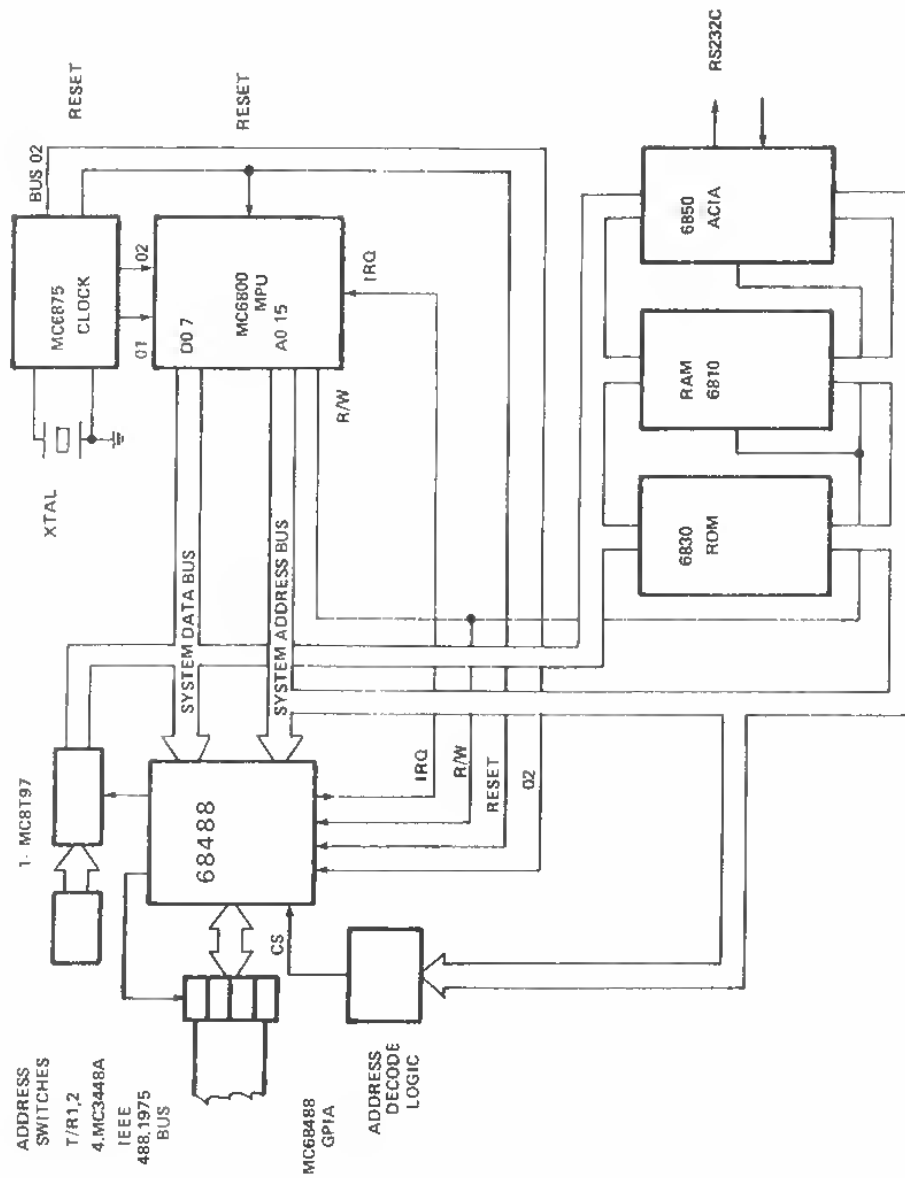 ADDRESS
SWITCHES
T/R1,2
4.MC3448A
IEEE
488.1975
BUS
MC68488
GPIA
ADDRESS
DECODE
LOGIC
1- MC8T97
68488
CS
IRQ
R/W
RESET
02
SYSTEM DATA BUS
SYSTEM ADDRESS BUS
XTAL
MC6875
CLOCK
BUS 02
RESET
01
02
D0 7
MC6800
MPU
A0 15
RESET
R/W
IRQ
6830
ROM
RAM
6810
6850
ACIA
RS232C